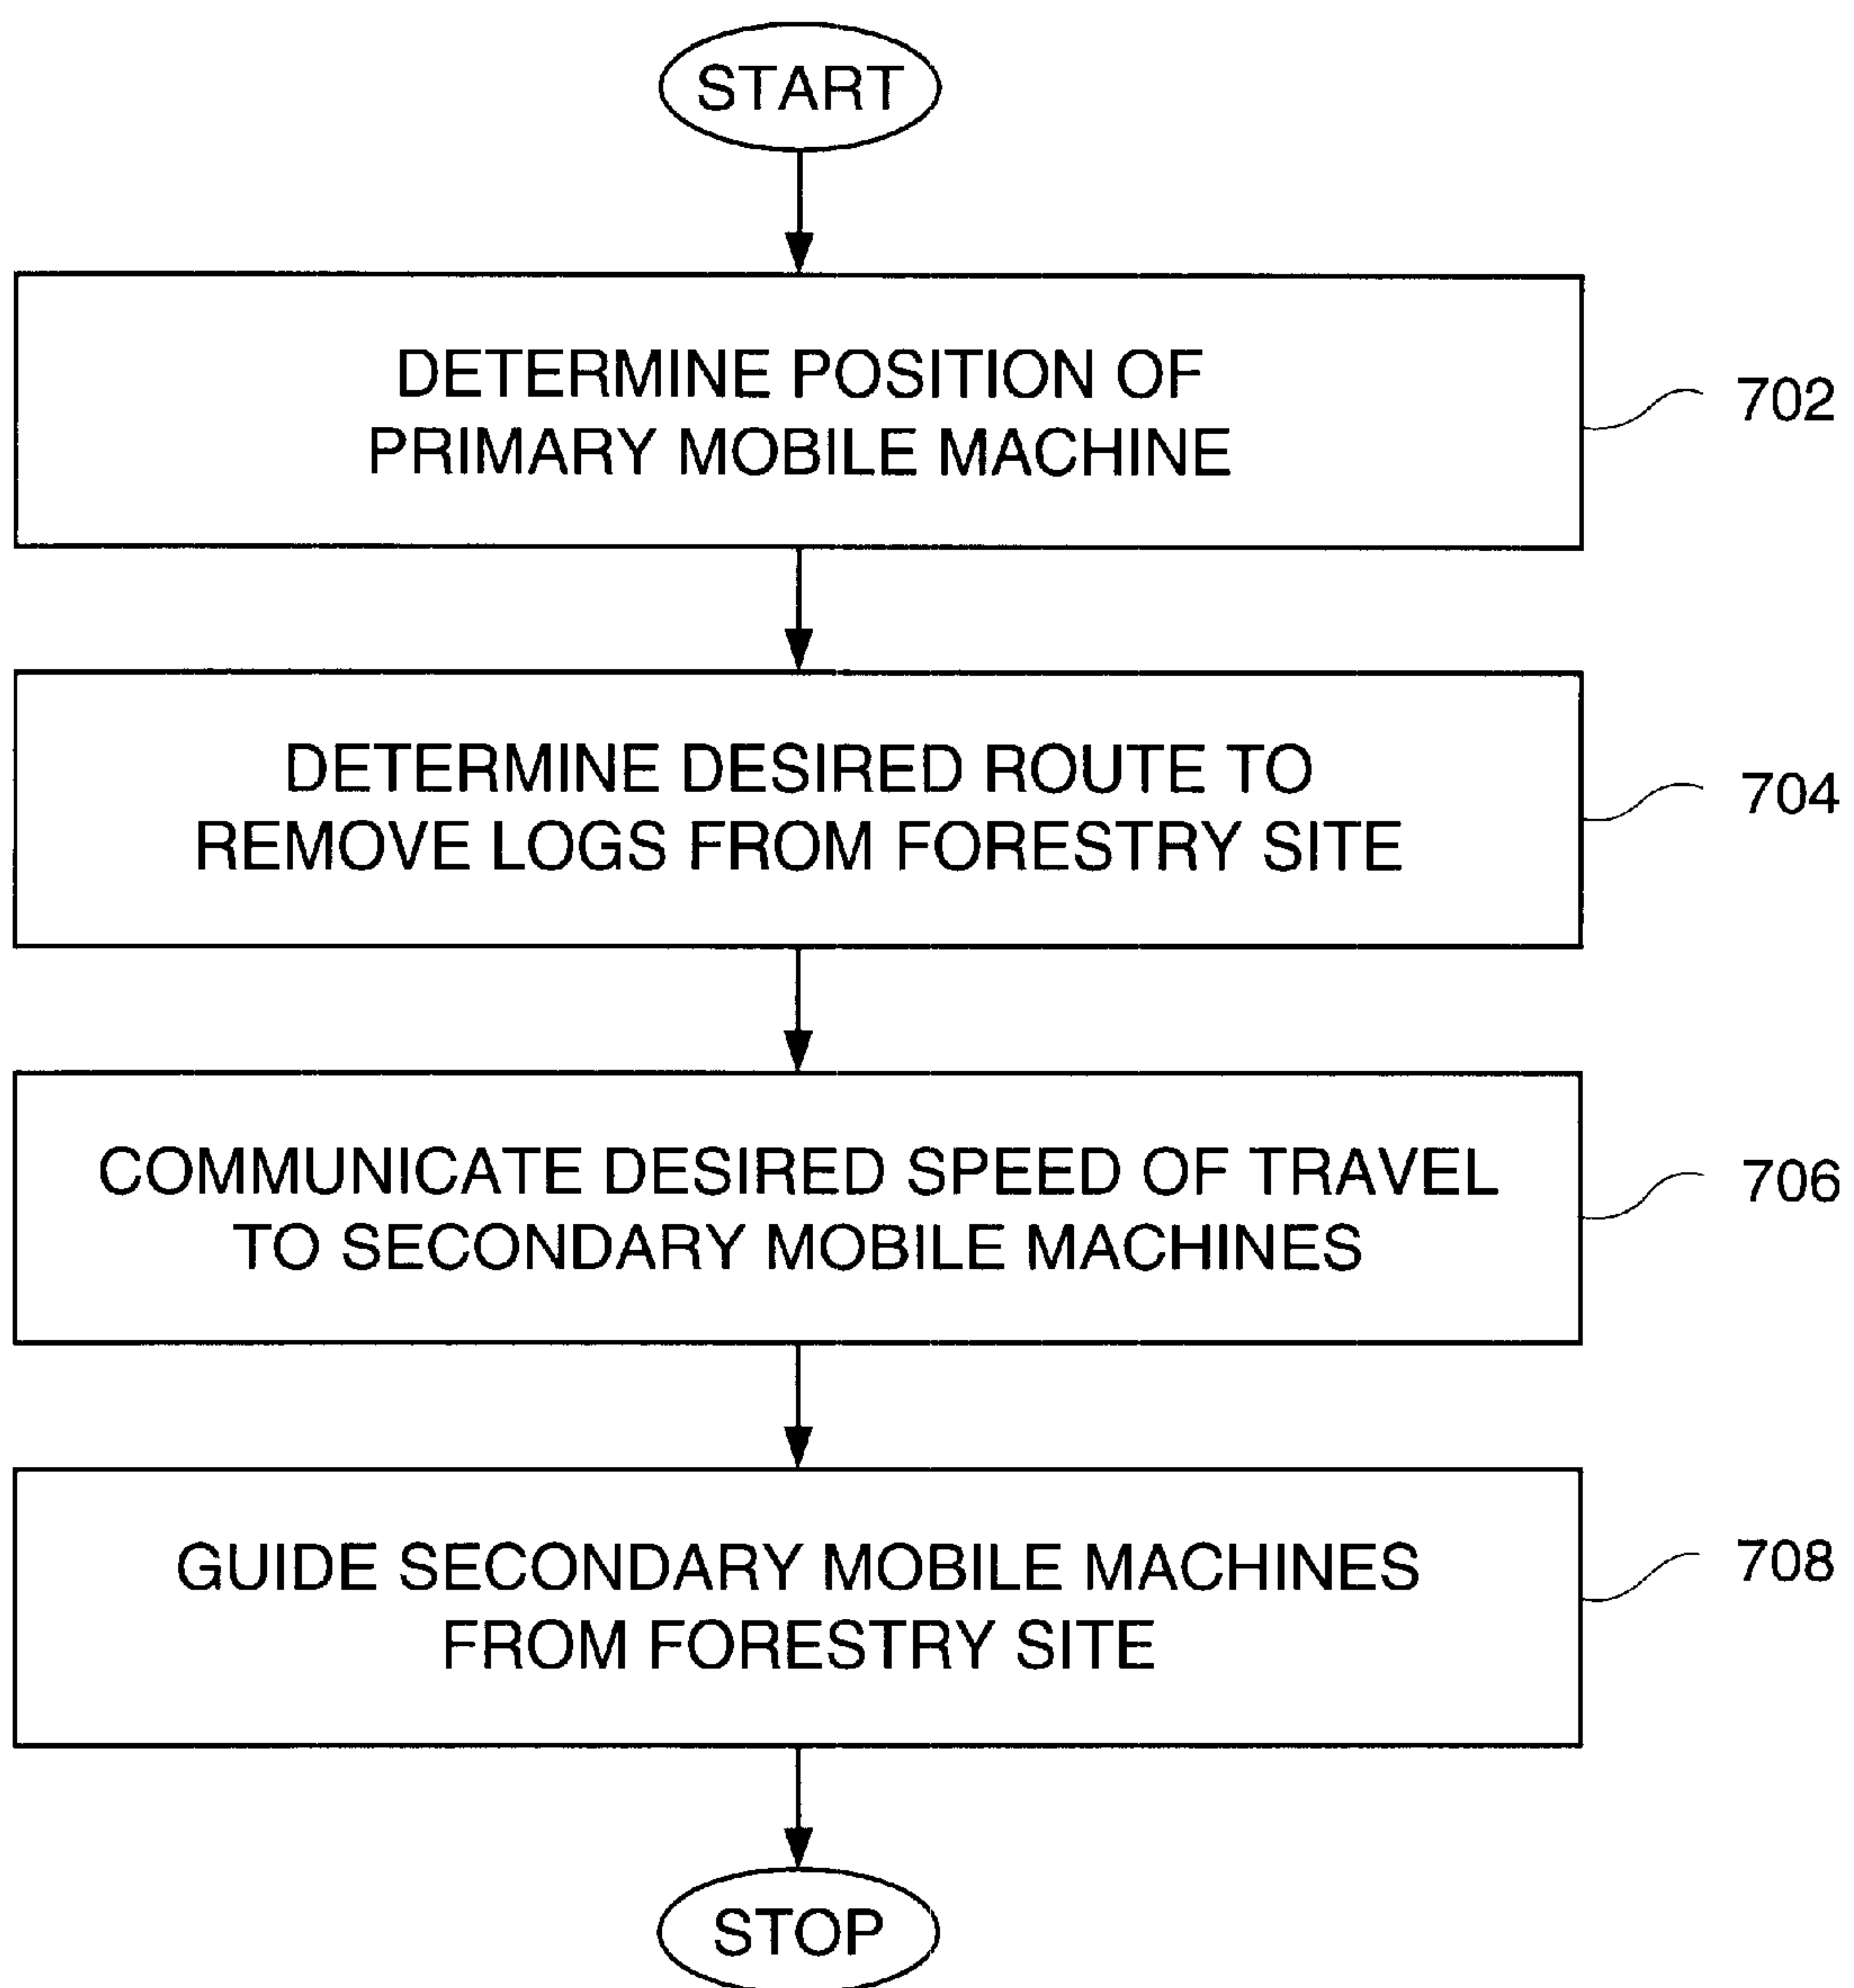 START
DETERMINE POSITION OF
PRIMARY MOBILE MACHINE
702
DETERMINE DESIRED ROUTE TO
REMOVE LOGS FROM FORESTRY SITE
704
COMMUNICATE DESIRED SPEED OF TRAVEL
TO SECONDARY MOBILE MACHINES
706
GUIDE SECONDARY MOBILE MACHINES
FROM FORESTRY SITE
708
STOP